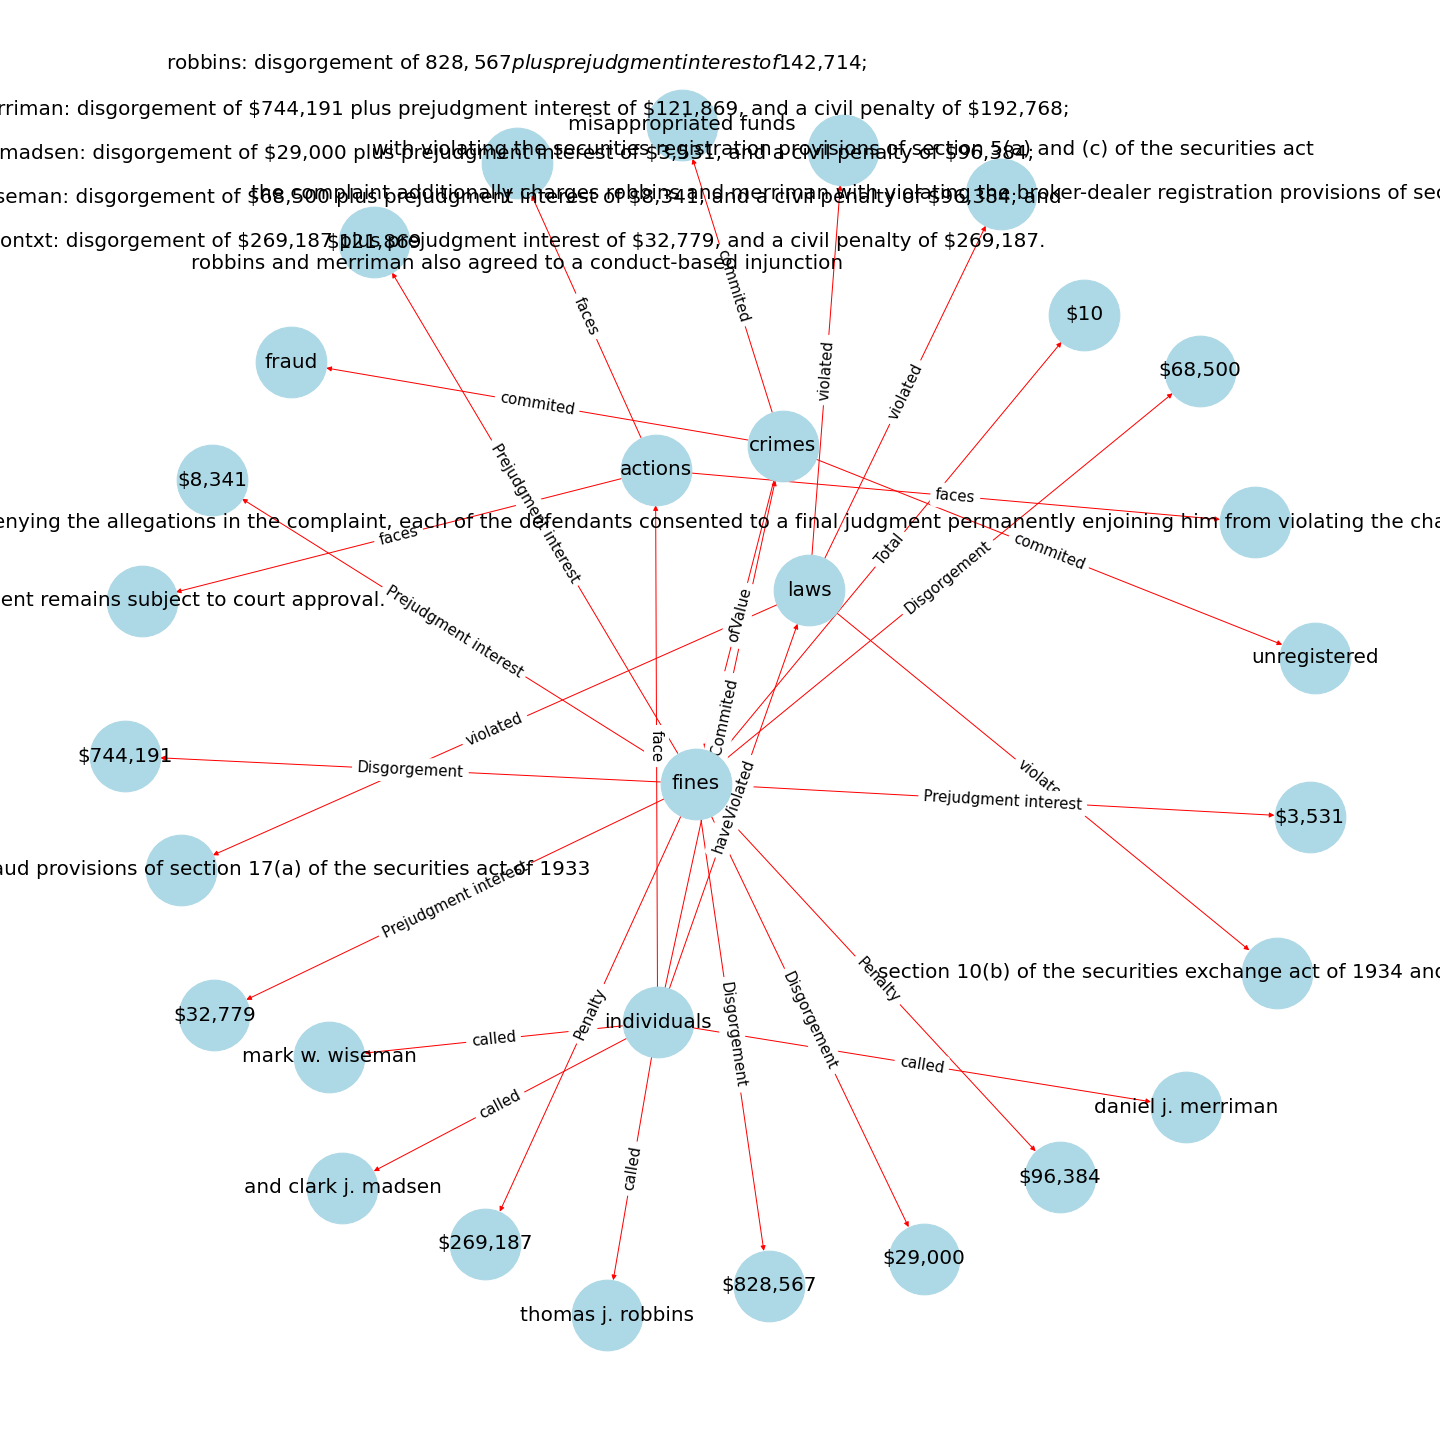 robbins: disgorgement of 828, 567plusprejudgmentinterestof142,714;
rriman: disgorgement of $744,191 plus prejudgment interest of $121,869, and a civil penalty of $192,768;
misappropriated funds
with violating the securities registration provisions of section 5(a) and (c) of the securities act
madsen: disgorgement of $29,000 plus prejudgment interest of $3,531, and a civil penalty of $96,384;
the complaint additionally charges robbins and merriman with violating the broker-dealer registration provisions of sec
seman: disgorgement of $68,500 plus prejudgment interest of $8,341, and a civil penalty of $96,384; and
ontxt: disgorgement of $269,187 plus prejudgment interest of $32,779, and a civil penalty of $269,187.
$121,869
robbins and merriman also agreed to a conduct-based injunction
commited
faces
$10
violated
fraud
$68,500
violated
commited
crimes
actions
$8,341
Prejudgment interest
faces
enying the allegations in the complaint, each of the defendants consented to a final judgment permanently enjoining him from violating the cha
faces
Total
commited
Disgorgement
laws
ent remains subject to court approval.
ofValue
Prejudgment interest
unregistered
Commited
violated
face
$744,191
Disgorgement
fines
violate
Prejudgment interest
haveViolated
$3,531
aud provisions of section 17(a) of the securities act of 1933
Prejudgment interest
section 10(b) of the securities exchange act of 1934 and
Penalty
$32,779
Penalty
individuals
Disgorgement
Disgorgement
called
mark w. wiseman
called
called
daniel j. merriman
called
$96,384
and clark j. madsen
$269,187
$29,000
$828,567
thomas j. robbins